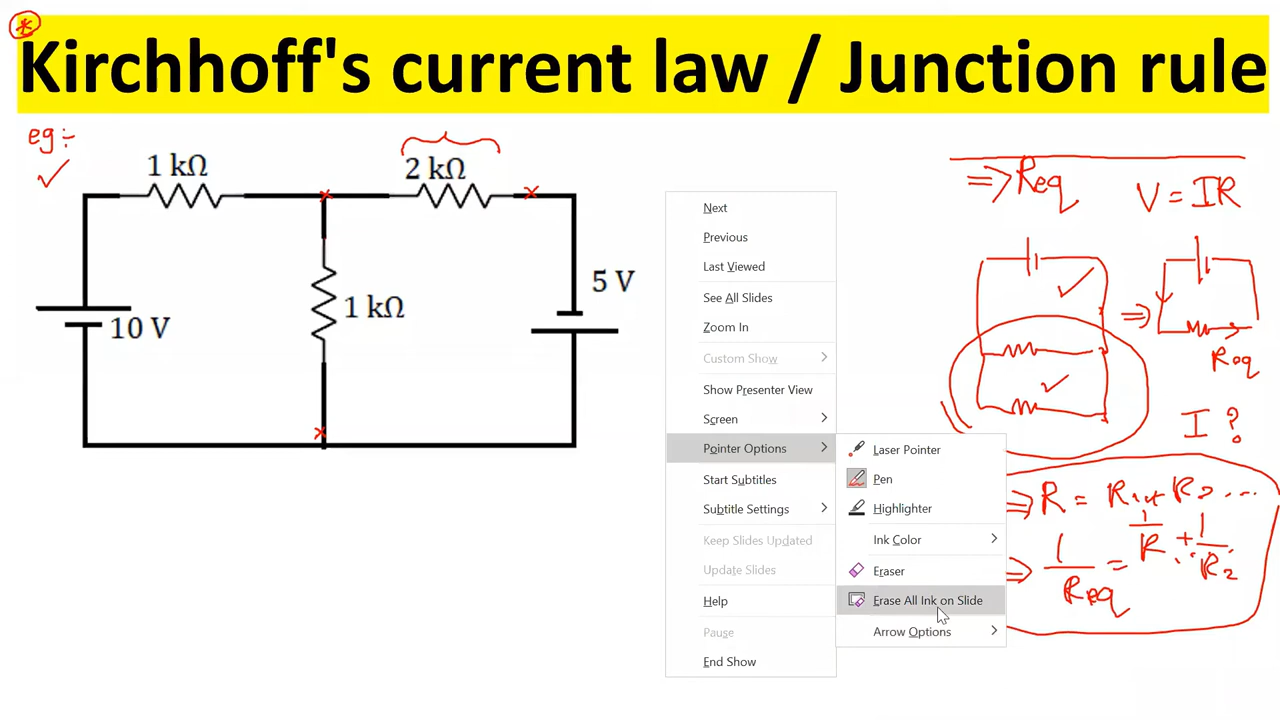 Kirchhoff's current law / Junction rule
eg÷
1 kΩ
2 kΩ
1 kΩ
10 V
5 V
⇒ Req
V = IR
⇒
Req
I ?
⇒ R = R1+ R2 ...
⇒ 1/Req = 1/R + 1/R2 ...
Next
Previous
Last Viewed
See All Slides
Zoom In
Custom Show
Show Presenter View
Screen
Pointer Options
Start Subtitles
Subtitle Settings
Keep Slides Updated
Update Slides
Help
Pause
End Show
Laser Pointer
Pen
Highlighter
Ink Color
Eraser
Erase All Ink on Slide
Arrow Options